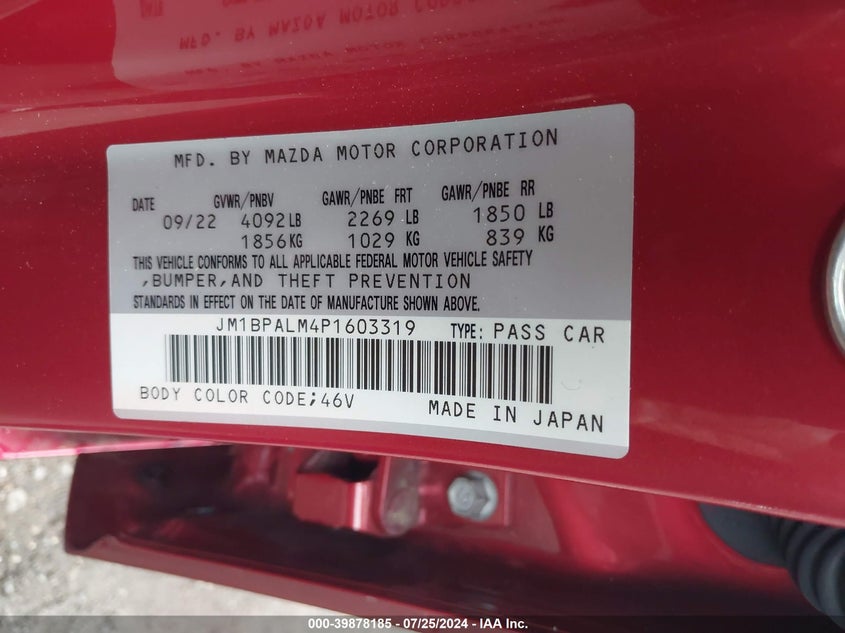 MFD. BY MAZDA MOTOR CORPORATION
DATE GVWR/PNBV GAWR/PNBE FRT GAWR/PNBE RR
09/22 4092LB 2269 LB 1850 LB
1856KG 1029 KG 839 KG
THIS VEHICLE CONFORMS TO ALL APPLICABLE FEDERAL MOTOR VEHICLE SAFETY
,BUMPER,AND THEFT PREVENTION
STANDARDS IN EFFECT ON THE DATE OF MANUFACTURE SHOWN ABOVE.
JM1BPALM4P1603319 TYPE: PASS CAR
BODY COLOR CODE;46V MADE IN JAPAN
000-39878185 - 07/25/2024 - IAA Inc.